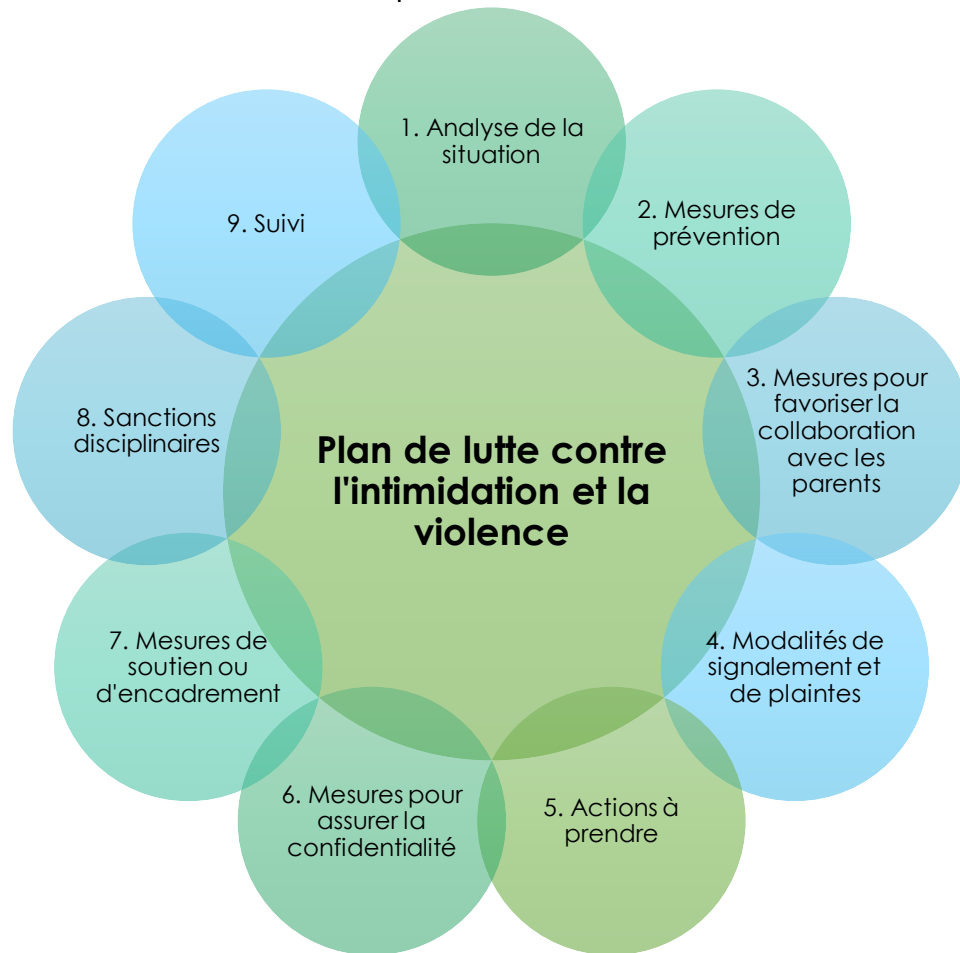 1. Analyse de la
situation
2. Mesures de
prévention
3. Mesures pour
favoriser la
collaboration
avec les
parents
4. Modalités de
signalement et
de plaintes
5. Actions à
prendre
6. Mesures pour
assurer la
confidentialité
7. Mesures de
soutien ou
d'encadrement
8. Sanctions
disciplinaires
9. Suivi
Plan de lutte contre
l'intimidation et la
violence